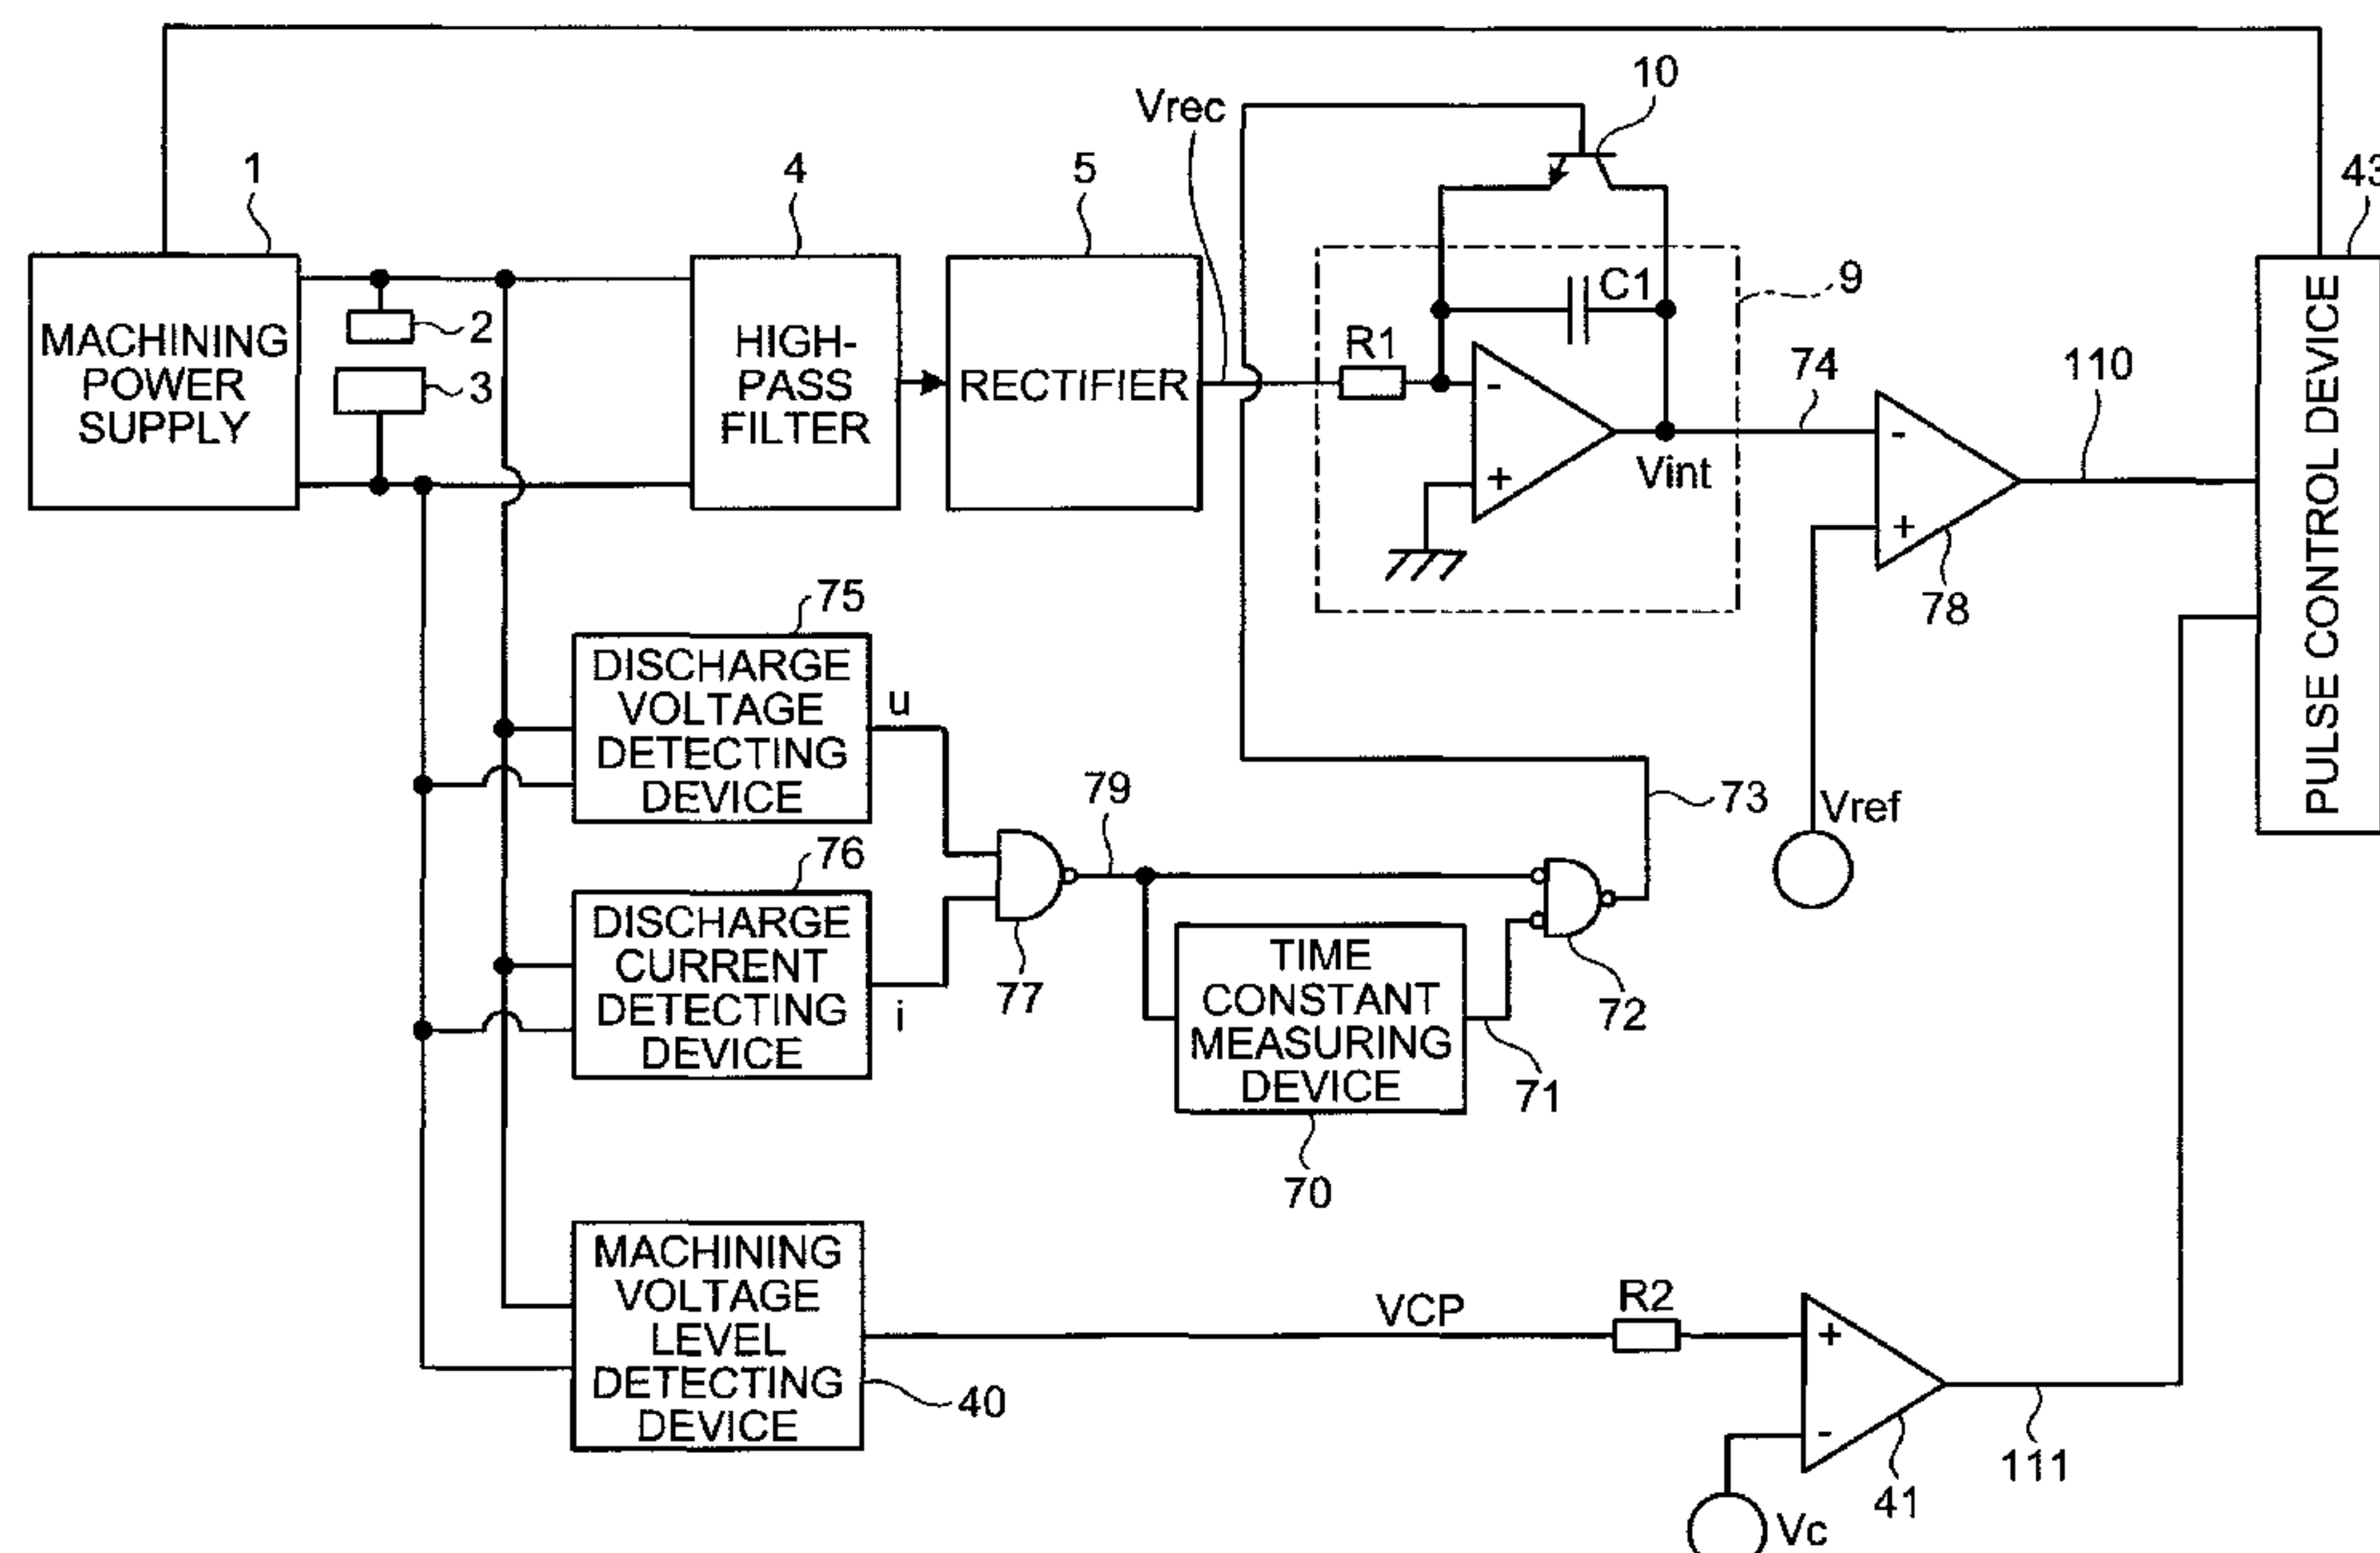 10
Vrec
1
4
5
43
9
C1
MACHINING
POWER
SUPPLY
2
3
HIGH-
PASS
FILTER
RECTIFIER
R1
-
+
Vint
74
-
+
78
110
PULSE CONTROL DEVICE
75
DISCHARGE
VOLTAGE
DETECTING
DEVICE
u
76
DISCHARGE
CURRENT
DETECTING
DEVICE
i
77
79
73
Vref
TIME
CONSTANT
MEASURING
DEVICE
72
71
70
MACHINING
VOLTAGE
LEVEL
DETECTING
DEVICE
40
VCP
R2
+
-
41
111
Vc